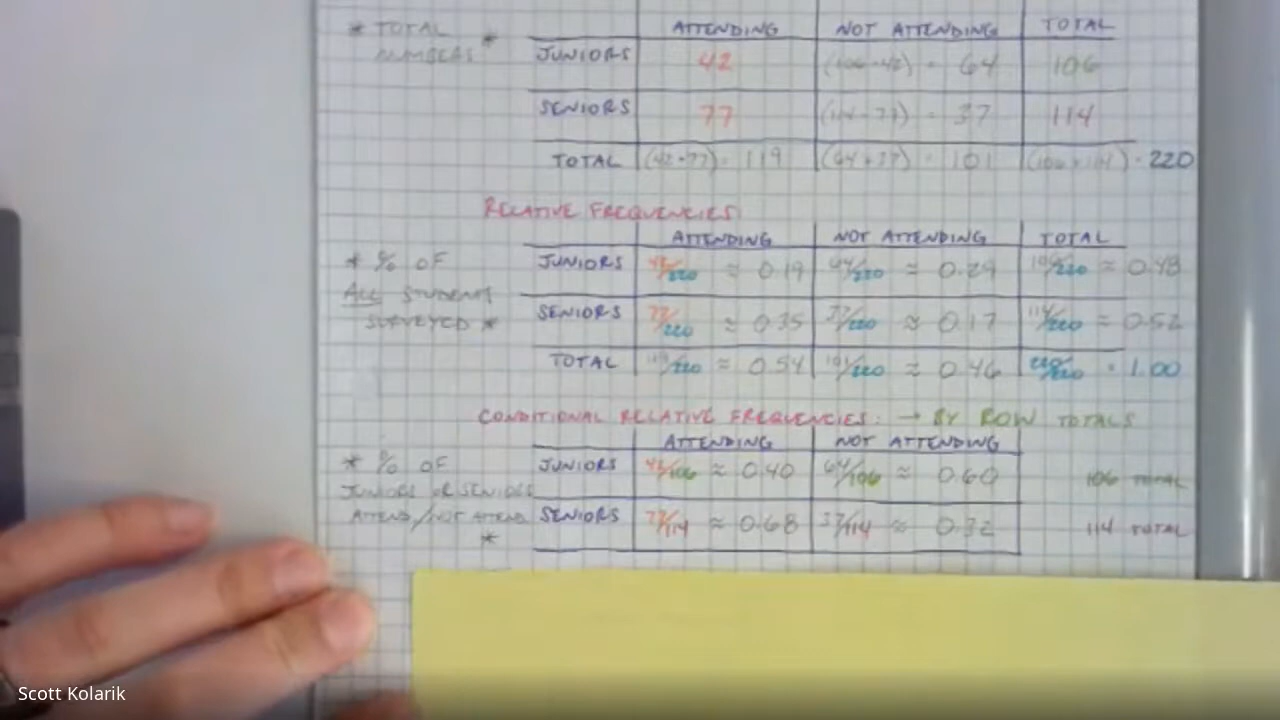 * TOTAL NUMBERS *
ATTENDING NOT ATTENDING TOTAL
JUNIORS 42 (106-42) = 64 106
SENIORS 77 (114-77) = 37 114
TOTAL (42+77) = 119 (64+37) = 101 = 220
RELATIVE FREQUENCIES
ATTENDING NOT ATTENDING TOTAL
* % OF ALL STUDENTS SURVEYED *
JUNIORS 42/220 ≈ 0.19 64/220 ≈ 0.29 106/220 ≈ 0.48
SENIORS 77/220 ≈ 0.35 37/220 ≈ 0.17 114/220 ≈ 0.52
TOTAL 119/220 ≈ 0.54 101/220 ≈ 0.46 220/220 = 1.00
CONDITIONAL RELATIVE FREQUENCIES: → BY ROW TOTALS
ATTENDING NOT ATTENDING
* % OF JUNIORS OR SENIORS ATTEND/NOT ATTEND *
JUNIORS 42/106 ≈ 0.40 64/106 ≈ 0.60 106 TOTAL
SENIORS 77/114 ≈ 0.68 37/114 ≈ 0.32 114 TOTAL
Scott Kolarik